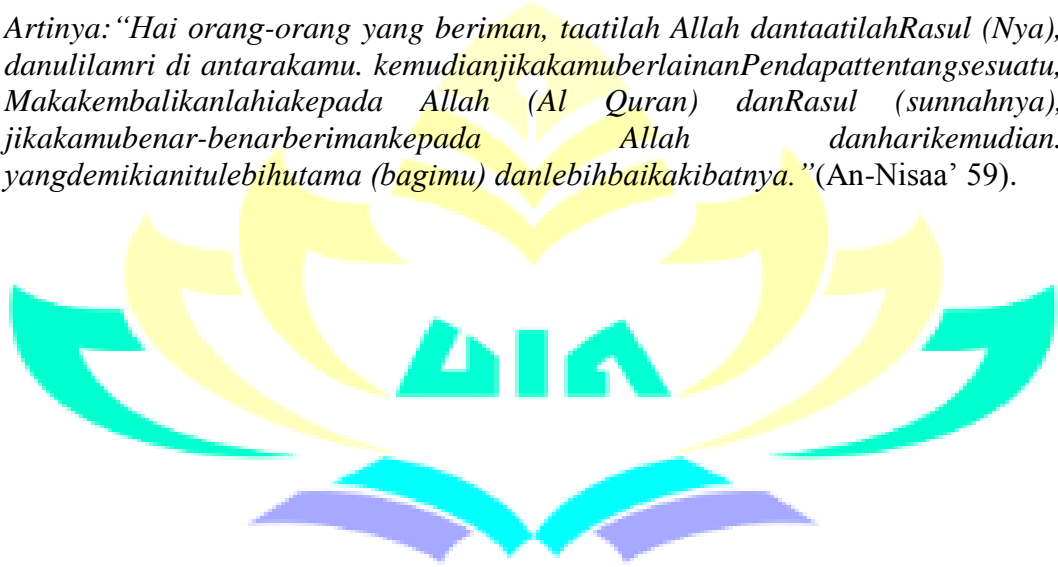 Artinya:“Hai orang-orang yang beriman, taatilah Allah dantaatilahRasul (Nya),
danulilamri di antarakamu. kemudianjikakamuberlainanPendapattentangsesuatu,
Makakembalikanlahiakepada Allah (Al Quran) danRasul (sunnahnya),
jikakamubenar-benarberimankepada Allah danharikemudian.
yangdemikianitulebihutama (bagimu) danlebihbaikakibatnya.”(An-Nisaa’ 59).